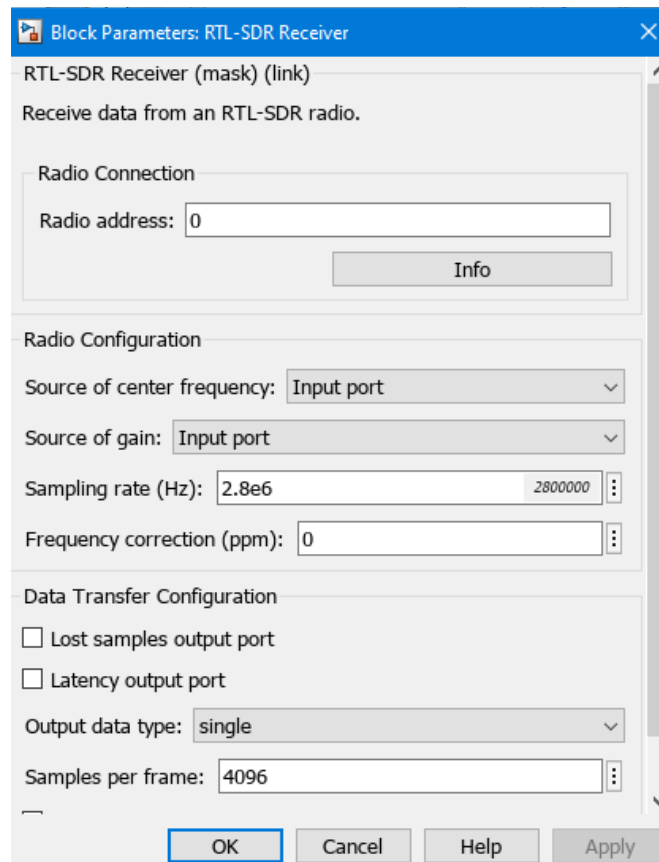 Block Parameters: RTL-SDR Receiver
RTL-SDR Receiver (mask) (link)
Receive data from an RTL-SDR radio.
Radio Connection
Radio address: 0
Info
Radio Configuration
Source of center frequency: Input port
Source of gain: Input port
Sampling rate (Hz): 2.8e6 2800000
Frequency correction (ppm): 0
Data Transfer Configuration
Lost samples output port
Latency output port
Output data type: single
Samples per frame: 4096
OK Cancel Help Apply